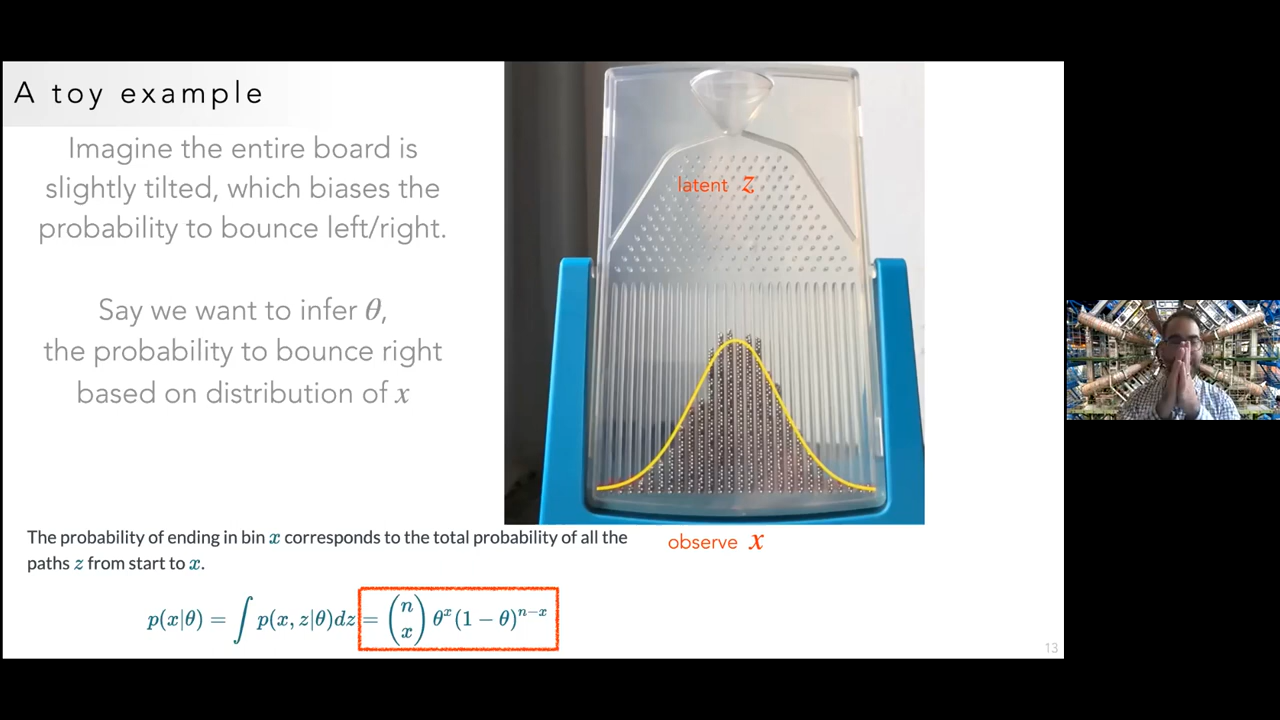 A toy example
Imagine the entire board is
slightly tilted, which biases the
probability to bounce left/right.
Say we want to infer θ,
the probability to bounce right
based on distribution of x
latent z
observe x
The probability of ending in bin x corresponds to the total probability of all the
paths z from start to x.
p(x|θ) = ∫ p(x, z|θ)dz = (n x) θ^x (1 − θ)^{n−x}
13